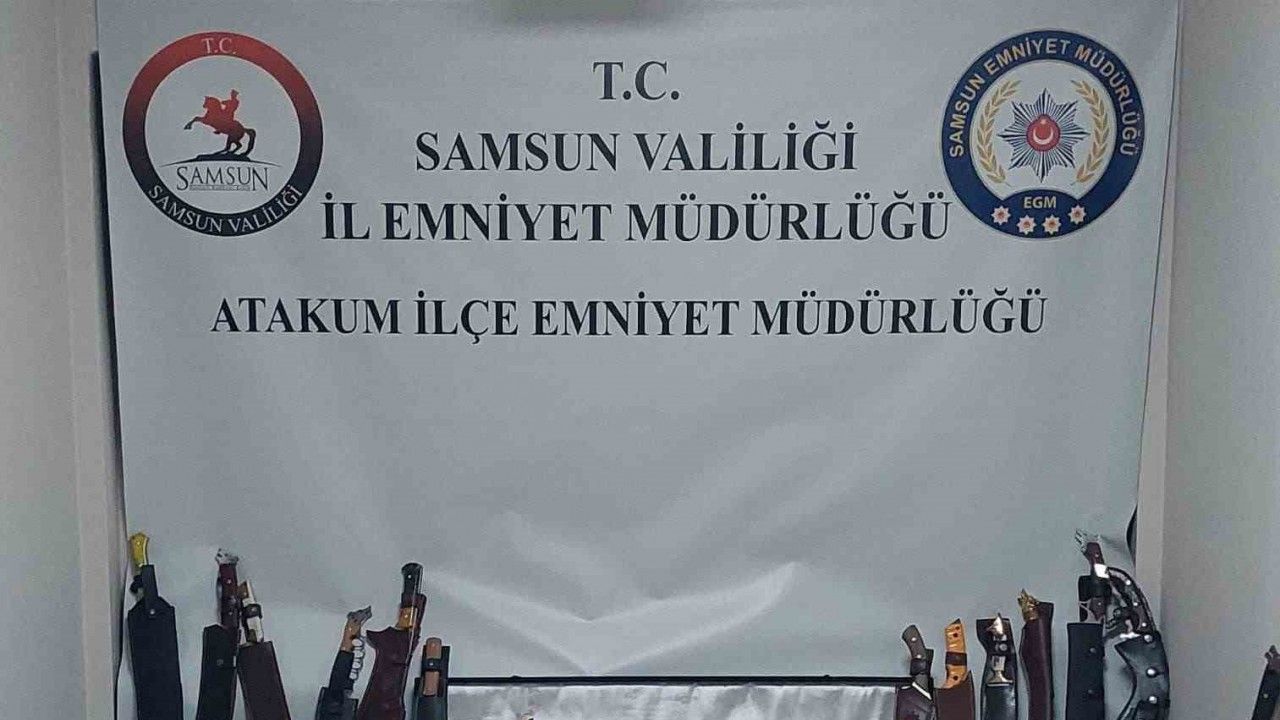 T.C.
SAMSUN
SAMSUN VALİLİĞİ
T.C.
SAMSUN VALİLİĞİ
İL EMNİYET MÜDÜRLÜĞÜ
ATAKUM İLÇE EMNİYET MÜDÜRLÜĞÜ
SAMSUN EMNİYET MÜDÜRLÜĞÜ
EGM